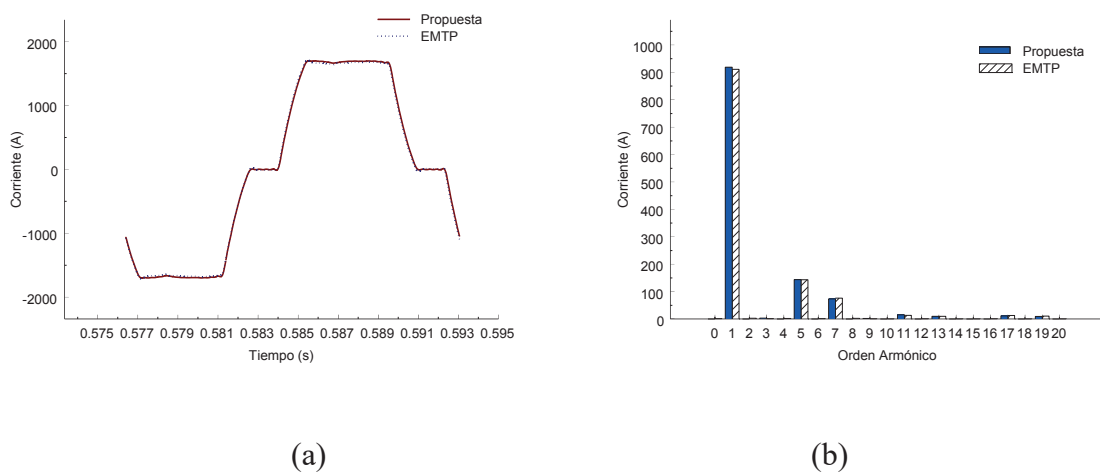 Propuesta
EMTP
Corriente (A)
2000
1000
0
-1000
-2000
0.575 0.577 0.579 0.581 0.583 0.585 0.587 0.589 0.591 0.593 0.595
Tiempo (s)
(a)
Propuesta
EMTP
Corriente (A)
1000
900
800
700
600
500
400
300
200
100
0
0 1 2 3 4 5 6 7 8 9 10 11 12 13 14 15 16 17 18 19 20
Orden Armónico
(b)